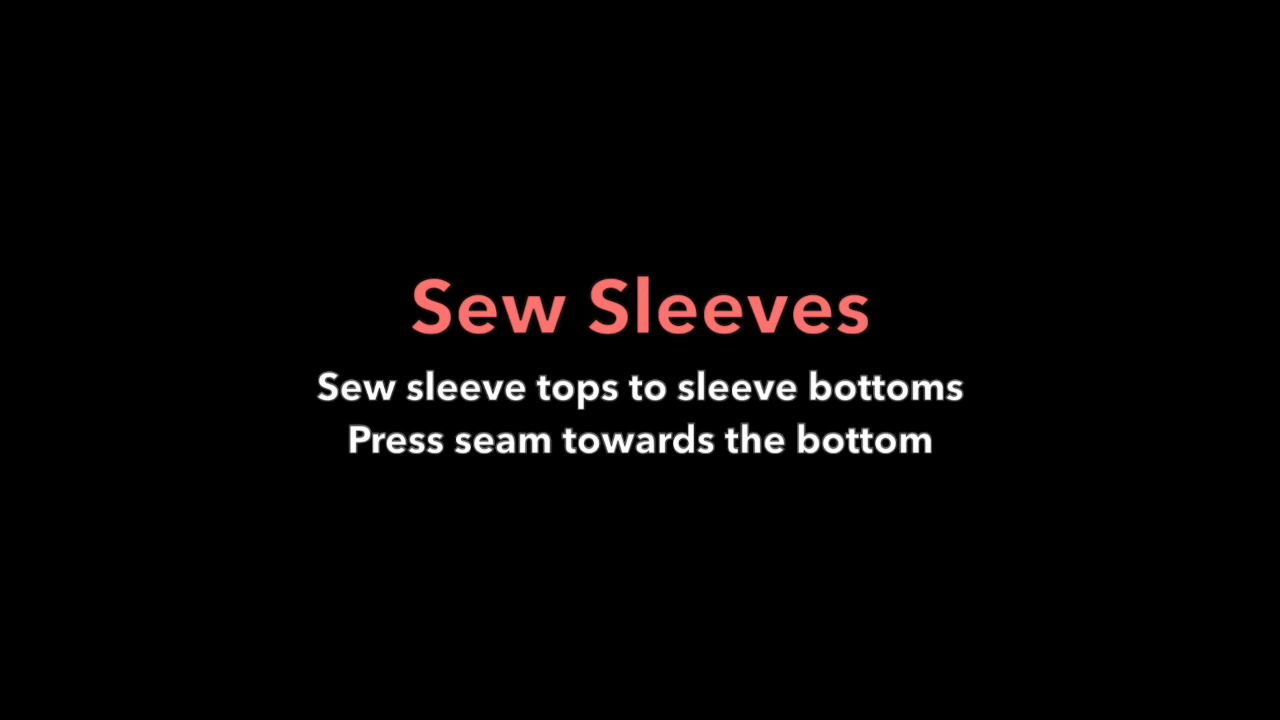 Sew Sleeves
Sew sleeve tops to sleeve bottoms
Press seam towards the bottom